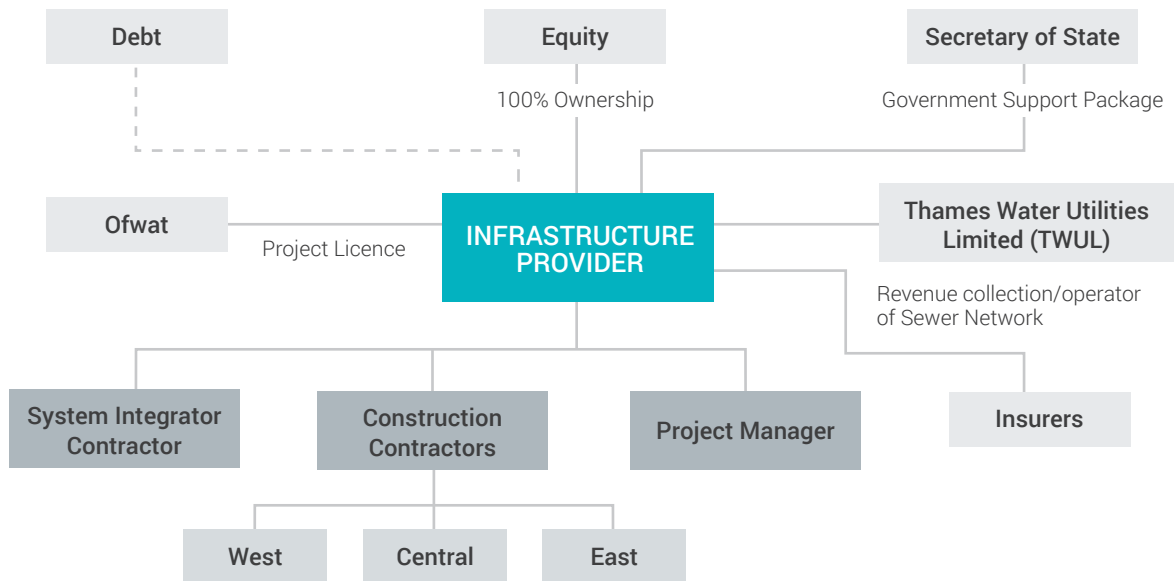 Debt
Equity
Secretary of State
100% Ownership
Government Support Package
Ofwat
Project Licence
INFRASTRUCTURE
PROVIDER
Thames Water Utilities
Limited (TWUL)
Revenue collection/operator
of Sewer Network
System Integrator
Contractor
Construction
Contractors
Project Manager
Insurers
West
Central
East